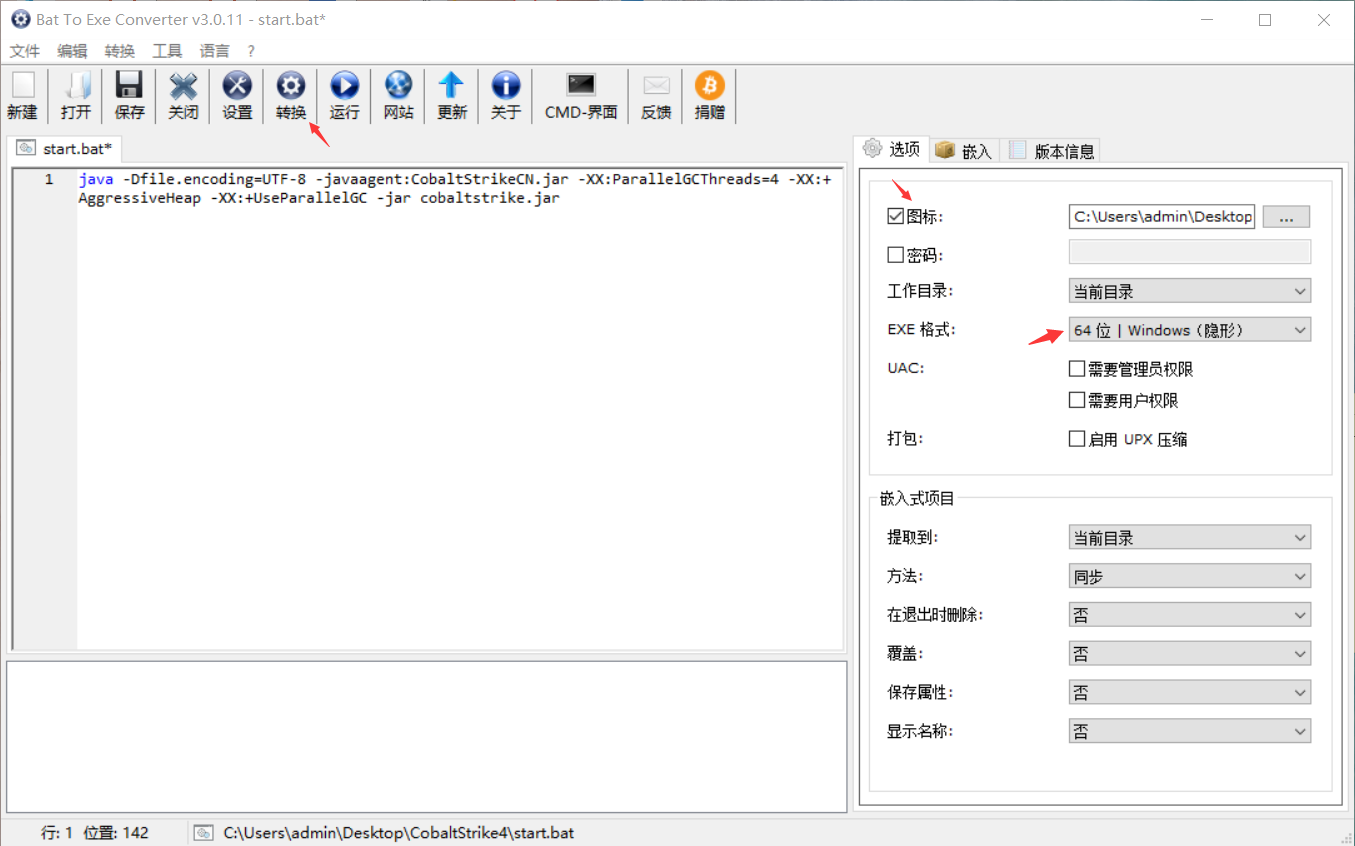 Bat To Exe Converter v3.0.11 - start.bat*
文件 编辑 转换 工具 语言 ?
新建 打开 保存 关闭 设置 转换 运行 网站 更新 关于 CMD-界面 反馈 捐赠
start.bat*
1 java -Dfile.encoding=UTF-8 -javaagent:CobaltStrikeCN.jar -XX:ParallelGCThreads=4 -XX:+
AggressiveHeap -XX:+UseParallelGC -jar cobaltstrike.jar
选项 嵌入 版本信息
图标: C:\Users\admin\Desktop ...
密码:
工作目录: 当前目录
EXE 格式: 64 位 | Windows (隐形)
UAC: 需要管理员权限
需要用户权限
打包: 启用 UPX 压缩
嵌入式项目
提取到: 当前目录
方法: 同步
在退出时删除: 否
覆盖: 否
保存属性: 否
显示名称: 否
行: 1 位置: 142 C:\Users\admin\Desktop\CobaltStrike4\start.bat